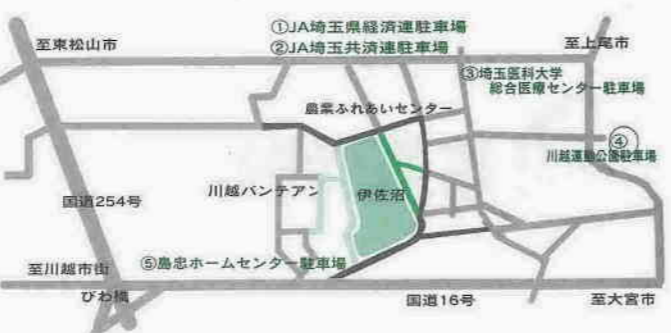 ①JA埼玉県経済連駐車場
②JA埼玉共済連駐車場
至東松山市
至上尾市
③埼玉医科大学
総合医療センター駐車場
農業ふれあいセンター
④
川越運動公園駐車場
川越パンテアン
伊佐沼
国道254号
⑤島忠ホームセンター駐車場
至川越市街
びわ橋
国道16号
至大宮市